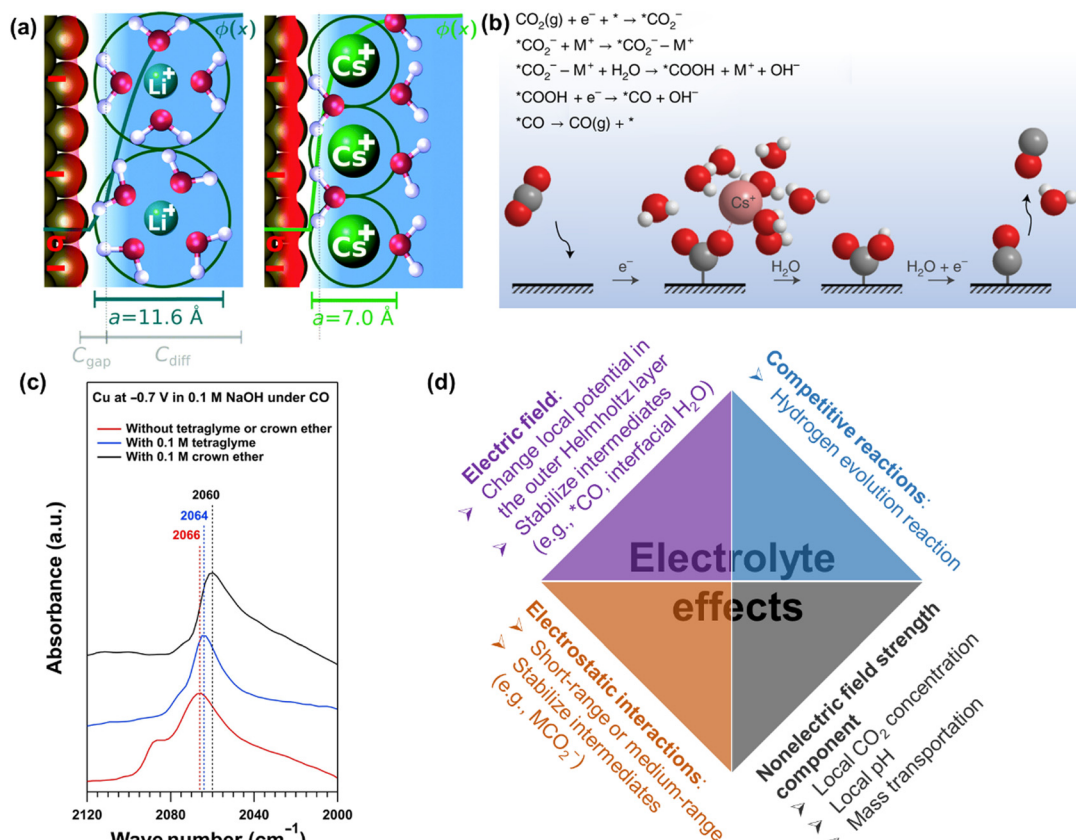 (a)
ϕ(x)
Li+
Li+
σ
a=11.6 Å
C_gap
C_diff
ϕ(x)
Cs+
Cs+
Cs+
a=7.0 Å
(b)
CO₂(g) + e⁻ + * → *CO₂⁻
*CO₂⁻ + M⁺ → *CO₂⁻ – M⁺
*CO₂⁻ – M⁺ + H₂O → *COOH + M⁺ + OH⁻
*COOH + e⁻ → *CO + OH⁻
*CO → CO(g) + *
Cs⁺
e⁻
H₂O
H₂O + e⁻
(c)
Cu at –0.7 V in 0.1 M NaOH under CO
Without tetraglyme or crown ether
With 0.1 M tetraglyme
With 0.1 M crown ether
2060
2064
2066
Absorbance (a.u.)
2120
2080
2040
2000
Wave number (cm⁻¹)
(d)
Electric field:
➢ Change local potential in
the outer Helmholtz layer
➢ Stabilize intermediates
(e.g., *CO, interfacial H₂O)
Competitive reactions:
➢ Hydrogen evolution reaction
Electrolyte
effects
Electrostatic interactions:
➢ Short-range or medium-range
➢ Stabilize intermediates
(e.g., MCO₂⁻)
Nonelectric field strength
component
➢ Local CO₂ concentration
➢ Local pH
➢ Mass transportation